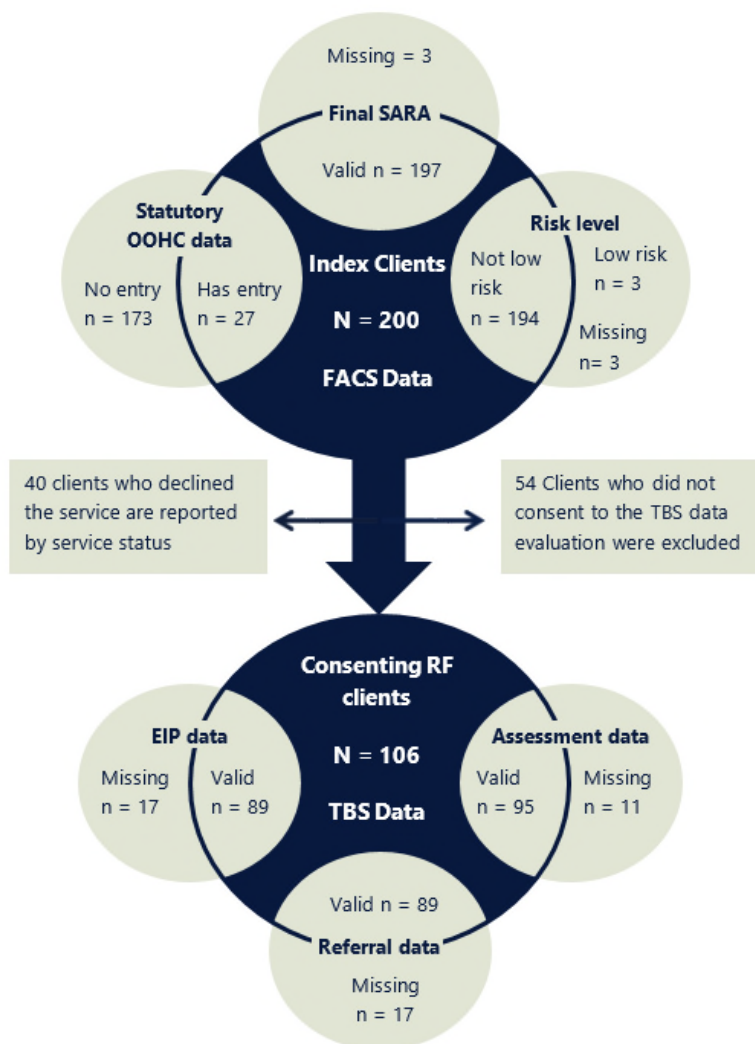 Missing = 3
Final SARA
Valid n = 197
Statutory
OOHC data
No entry
n = 173
Has entry
n = 27
Index Clients
N = 200
FACS Data
Risk level
Not low
risk
n = 194
Low risk
n = 3
Missing
n= 3
40 clients who declined
the service are reported
by service status
54 Clients who did not
consent to the TBS data
evaluation were excluded
Consenting RF
clients
N = 106
TBS Data
EIP data
Missing
n = 17
Valid
n = 89
Assessment data
Valid
n = 95
Missing
n = 11
Valid n = 89
Referral data
Missing
n = 17